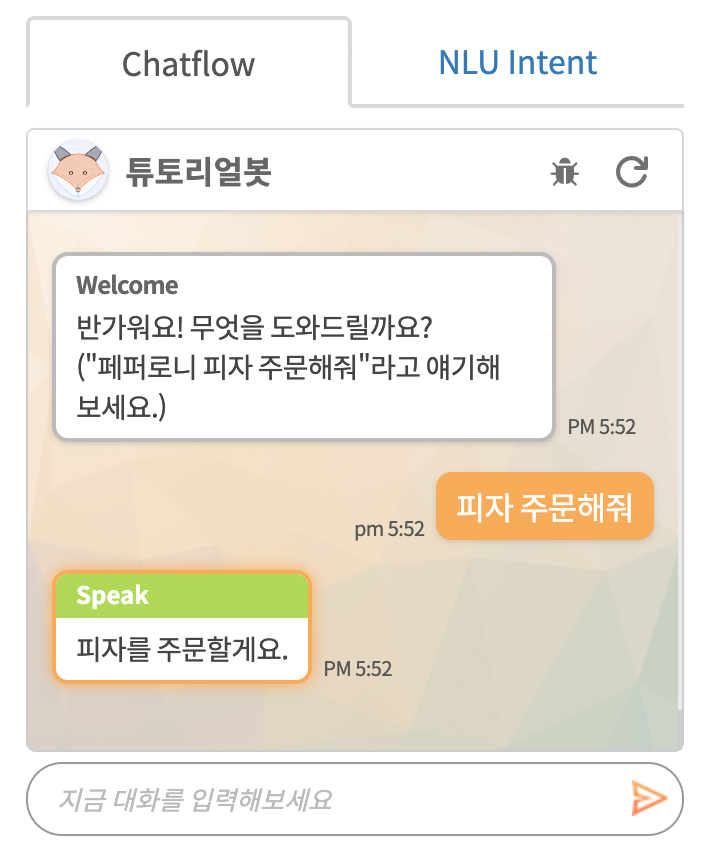 Chatflow
NLU Intent
튜토리얼봇
Welcome
반가워요! 무엇을 도와드릴까요?
("페퍼로니 피자 주문해줘"라고 얘기해
보세요.)
PM 5:52
피자 주문해줘
pm 5:52
Speak
피자를 주문할게요.
PM 5:52
지금 대화를 입력해보세요